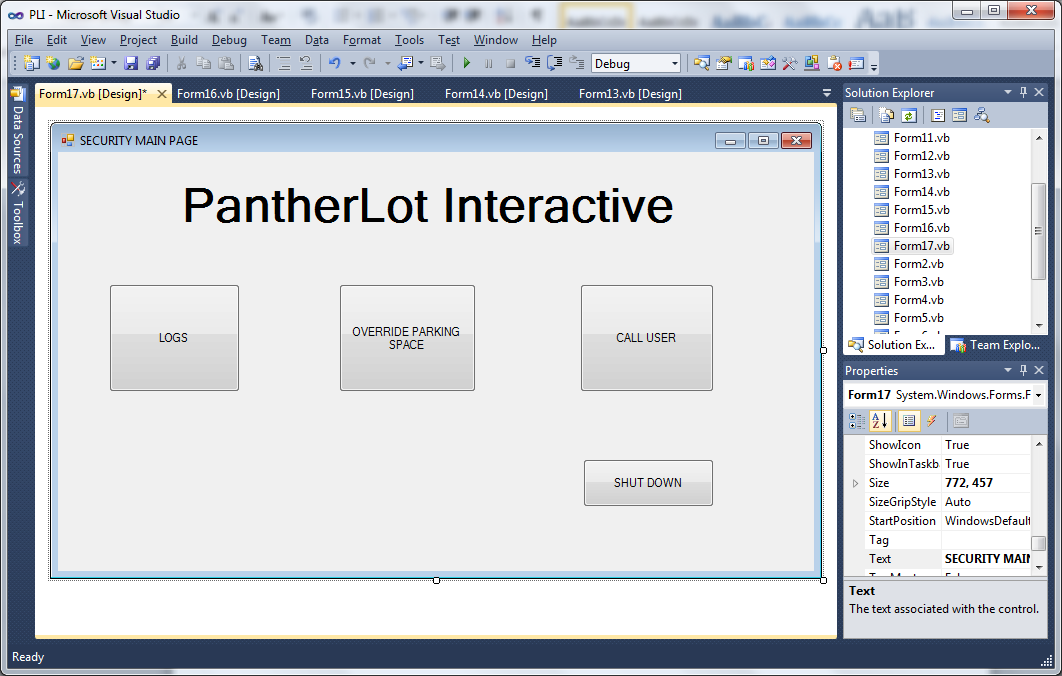 PLI - Microsoft Visual Studio
File Edit View Project Build Debug Team Data Format Tools Test Window Help
Debug
Form17.vb [Design]* Form16.vb [Design] Form15.vb [Design] Form14.vb [Design] Form13.vb [Design]
Data Sources
Toolbox
SECURITY MAIN PAGE
PantherLot Interactive
LOGS
OVERRIDE PARKING
SPACE
CALL USER
SHUT DOWN
Solution Explorer
Form11.vb
Form12.vb
Form13.vb
Form14.vb
Form15.vb
Form16.vb
Form17.vb
Form2.vb
Form3.vb
Form4.vb
Form5.vb
Solution Ex... Team Explo...
Properties
Form17 System.Windows.Forms.F
ShowIcon True
ShowInTaskb True
Size 772, 457
SizeGripStyle Auto
StartPosition WindowsDefault
Tag
Text SECURITY MAIN
Text
The text associated with the control.
Ready